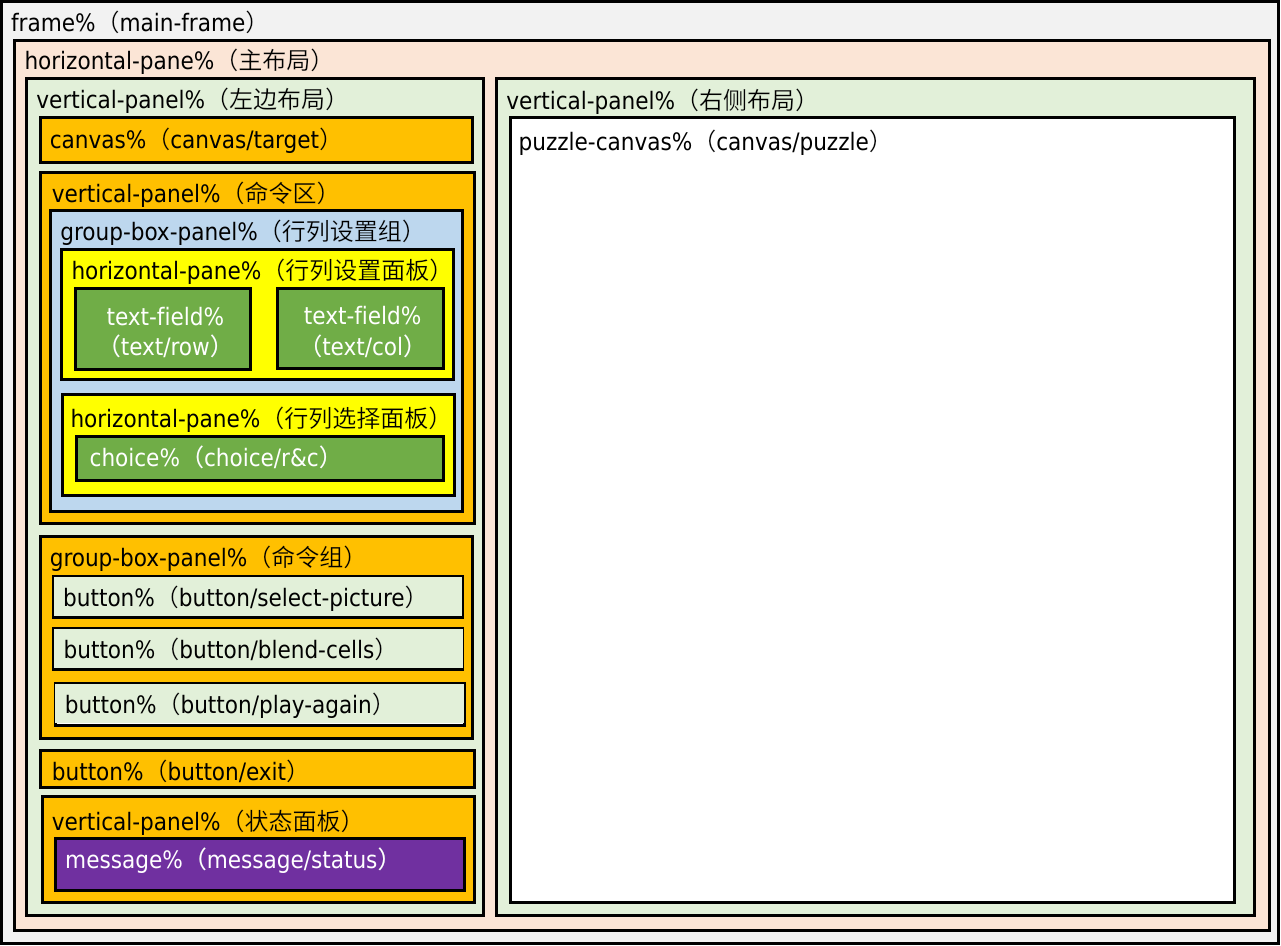 frame%（main-frame）
horizontal-pane%（主布局）
vertical-panel%（左边布局）
canvas%（canvas/target）
vertical-panel%（命令区）
group-box-panel%（行列设置组）
horizontal-pane%（行列设置面板）
text-field%
（text/row）
text-field%
（text/col）
horizontal-pane%（行列选择面板）
choice%（choice/r&c）
group-box-panel%（命令组）
button%（button/select-picture）
button%（button/blend-cells）
button%（button/play-again）
button%（button/exit）
vertical-panel%（状态面板）
message%（message/status）
vertical-panel%（右侧布局）
puzzle-canvas%（canvas/puzzle）